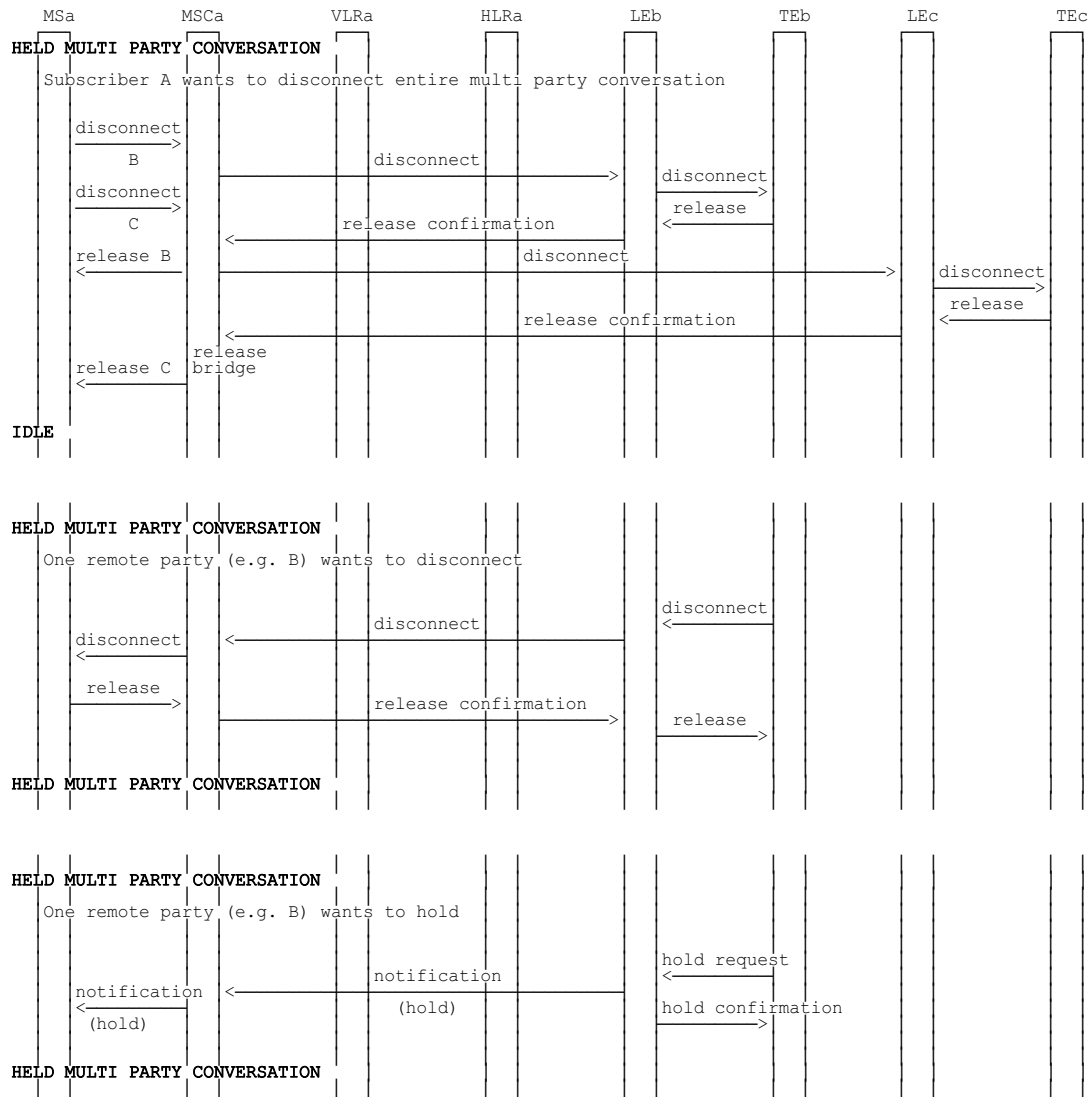 MSa MSCa VLRa HLRa LEb TEb LEc TEc
HELD MULTI PARTY CONVERSATION
Subscriber A wants to disconnect entire multi party conversation
disconnect
B
disconnect
disconnect
disconnect
C
release
release confirmation
release B
disconnect
disconnect
release
release confirmation
release
bridge
release C
IDLE
HELD MULTI PARTY CONVERSATION
One remote party (e.g. B) wants to disconnect
disconnect
disconnect
disconnect
release
release confirmation
release
HELD MULTI PARTY CONVERSATION
HELD MULTI PARTY CONVERSATION
One remote party (e.g. B) wants to hold
hold request
notification
(hold)
notification
(hold)
hold confirmation
HELD MULTI PARTY CONVERSATION